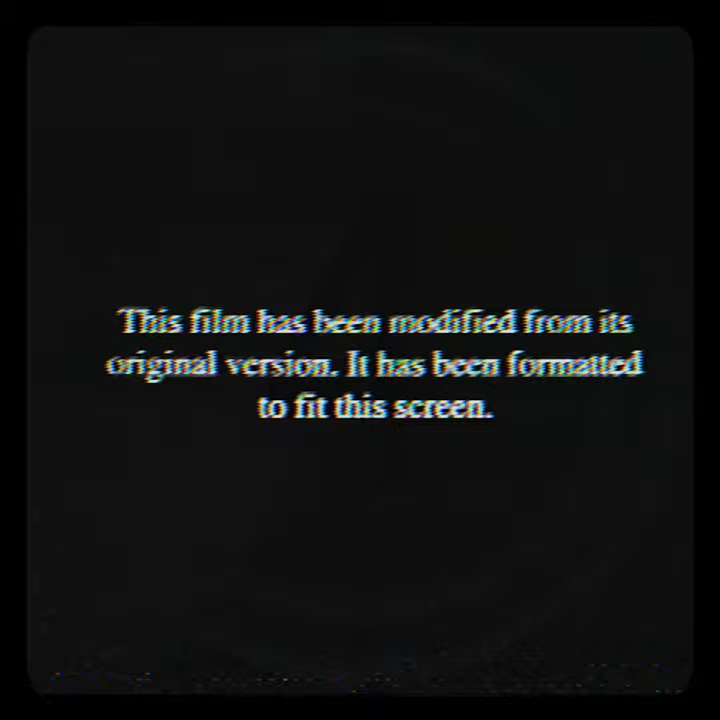 This film has been modified from its
original version. It has been formatted
to fit this screen.